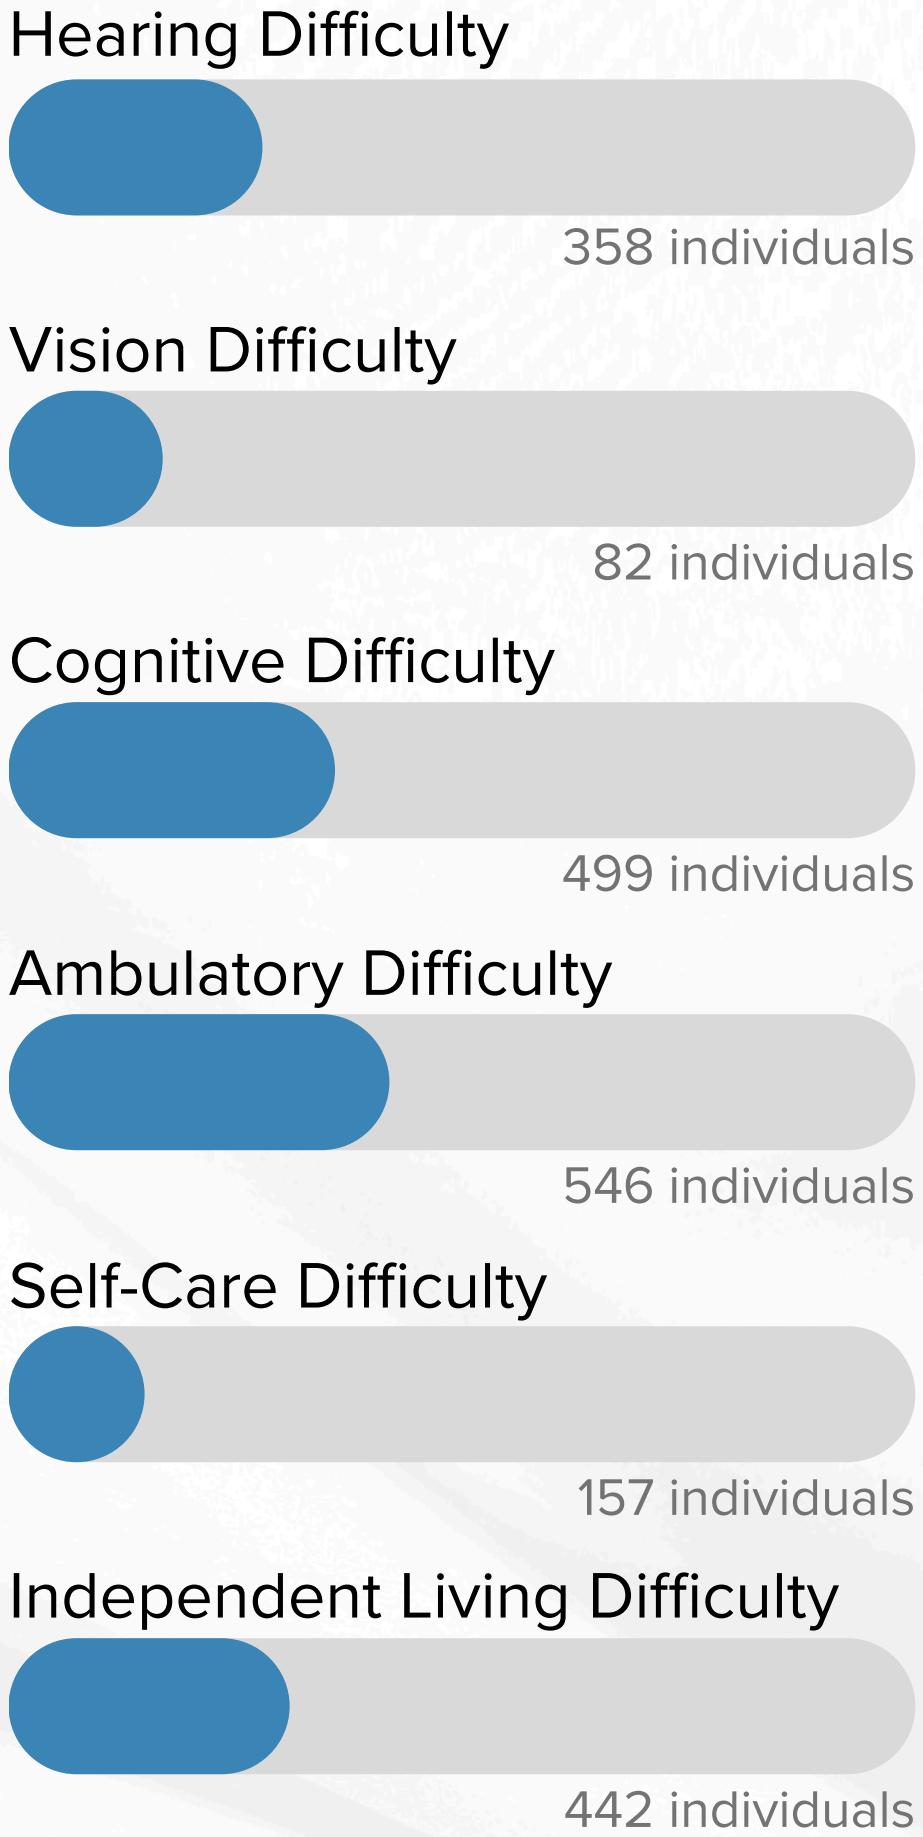 Hearing Difficulty
358 individuals
Vision Difficulty
82 individuals
Cognitive Difficulty
499 individuals
Ambulatory Difficulty
546 individuals
Self-Care Difficulty
157 individuals
Independent Living Difficulty
442 individuals